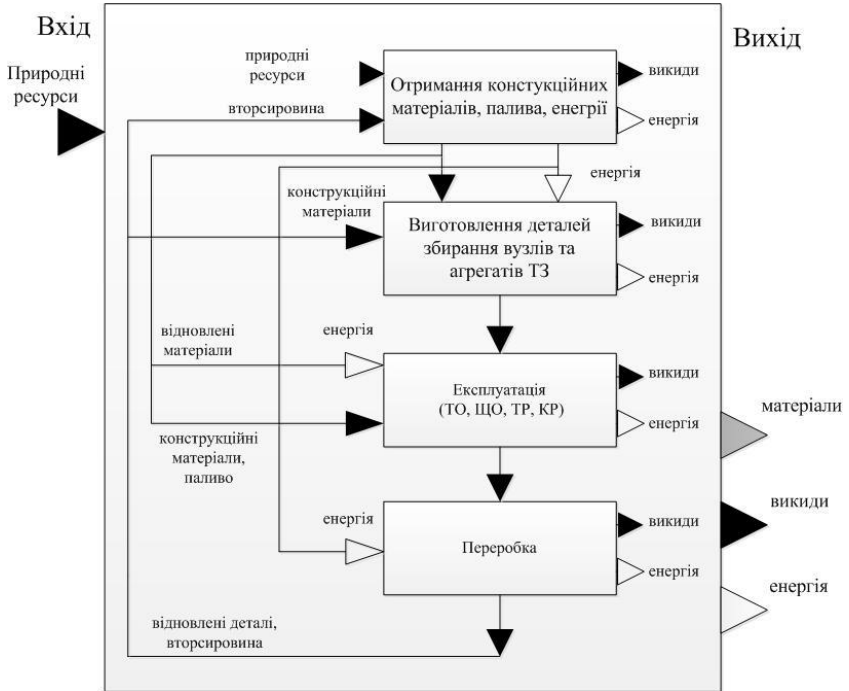 Вхід
Вихід
Природні
ресурси
природні
ресурси
вторсировина
Отримання констукційних
матеріалів, палива, енегрії
викиди
енергія
енергія
конструкційні
матеріали
Виготовлення деталей
збирання вузлів та
агрегатів ТЗ
викиди
енергія
відновлені
матеріали
енергія
Експлуатація
(ТО, ЩО, ТР, КР)
викиди
енергія
конструкційні
матеріали,
паливо
матеріали
викиди
енергія
енергія
Переробка
викиди
енергія
відновлені деталі,
вторсировина